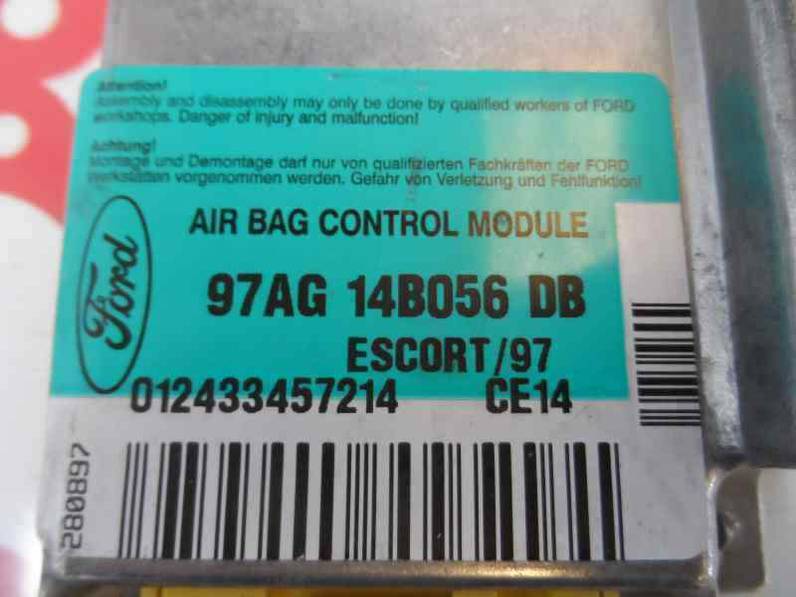 Attention!
Assembly and disassembly may only be done by qualified workers of FORD
workshops. Danger of injury and malfunction!
Achtung!
Montage und Demontage darf nur von qualifizierten Fachkräften der FORD
Werkstätten vorgenommen werden. Gefahr von Verletzung und Fehlfunktion!
AIR BAG CONTROL MODULE
Ford
97AG 14B056 DB
ESCORT/97
012433457214 CE14
280897